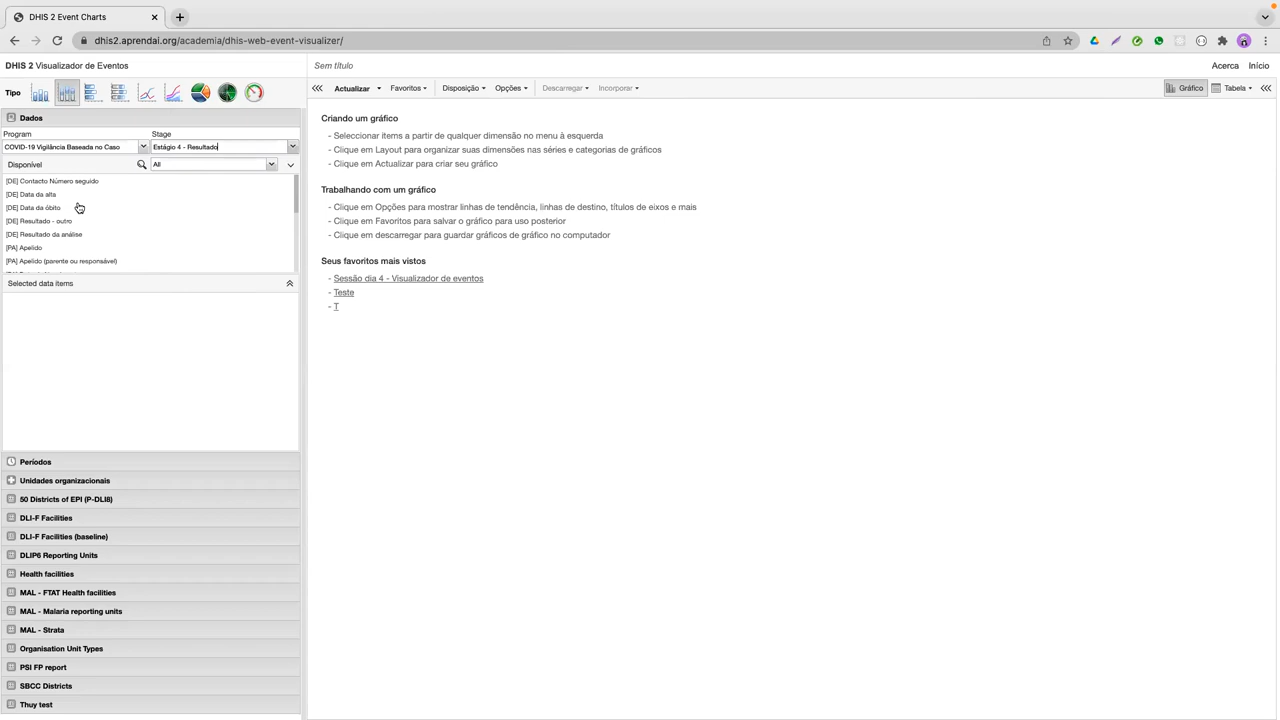 DHIS 2 Event Charts
dhis2.aprendai.org/academia/dhis-web-event-visualizer/
DHIS 2 Visualizador de Eventos
Sem título
Acerca Início
Tipo
Actualizar Favoritos Disposição Opções Descarregar Incorporar Gráfico Tabela
Dados
Program Stage
COVID-19 Vigilância Baseada no Caso Estágio 4 - Resultado
Disponível All
[DE] Contacto Número seguido
[DE] Data da alta
[DE] Data da óbito
[DE] Resultado - outro
[DE] Resultado da análise
[PA] Apelido
[PA] Apelido (parente ou responsável)
Selected data items
Períodos
Unidades organizacionais
50 Districts of EPI (P-DLI8)
DLI-F Facilities
DLI-F Facilities (baseline)
DLIP6 Reporting Units
Health facilities
MAL - FTAT Health facilities
MAL - Malaria reporting units
MAL - Strata
Organisation Unit Types
PSI FP report
SBCC Districts
Thuy test
Criando um gráfico
- Seleccionar items a partir de qualquer dimensão no menu à esquerda
- Clique em Layout para organizar suas dimensões nas séries e categorias de gráficos
- Clique em Actualizar para criar seu gráfico
Trabalhando com um gráfico
- Clique em Opções para mostrar linhas de tendência, linhas de destino, títulos de eixos e mais
- Clique em Favoritos para salvar o gráfico para uso posterior
- Clique em descarregar para guardar gráficos de gráfico no computador
Seus favoritos mais vistos
- Sessão dia 4 - Visualizador de eventos
- Teste
- T